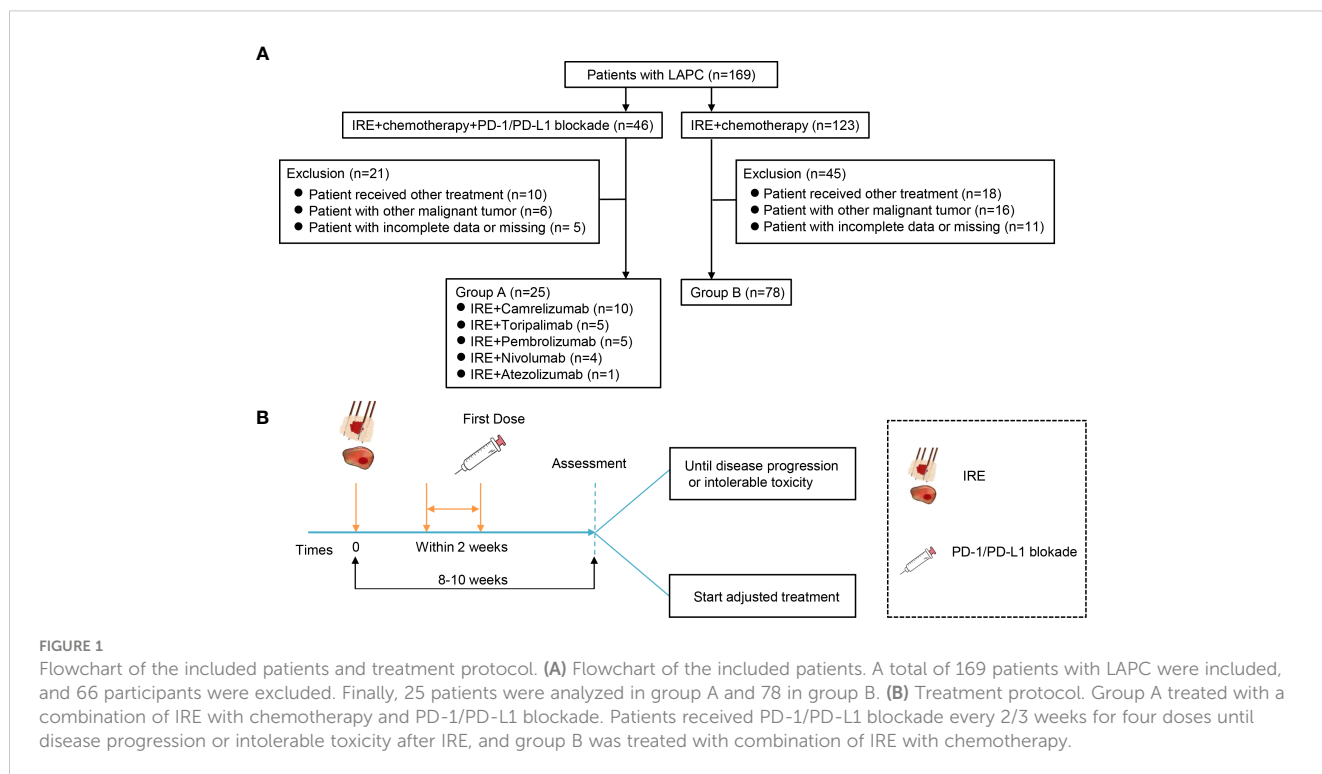 A
Patients with LAPC (n=169)
IRE+chemotherapy+PD-1/PD-L1 blockade (n=46)
IRE+chemotherapy (n=123)
Exclusion (n=21)
● Patient received other treatment (n=10)
● Patient with other malignant tumor (n=6)
● Patient with incomplete data or missing (n= 5)
Exclusion (n=45)
● Patient received other treatment (n=18)
● Patient with other malignant tumor (n=16)
● Patient with incomplete data or missing (n=11)
Group A (n=25)
● IRE+Camrelizumab (n=10)
● IRE+Toripalimab (n=5)
● IRE+Pembrolizumab (n=5)
● IRE+Nivolumab (n=4)
● IRE+Atezolizumab (n=1)
Group B (n=78)
B
First Dose
Assessment
Until disease progression
or intolerable toxicity
Times
0
Within 2 weeks
8-10 weeks
Start adjusted treatment
IRE
PD-1/PD-L1 blokade
FIGURE 1
Flowchart of the included patients and treatment protocol. (A) Flowchart of the included patients. A total of 169 patients with LAPC were included,
and 66 participants were excluded. Finally, 25 patients were analyzed in group A and 78 in group B. (B) Treatment protocol. Group A treated with a
combination of IRE with chemotherapy and PD-1/PD-L1 blockade. Patients received PD-1/PD-L1 blockade every 2/3 weeks for four doses until
disease progression or intolerable toxicity after IRE, and group B was treated with combination of IRE with chemotherapy.